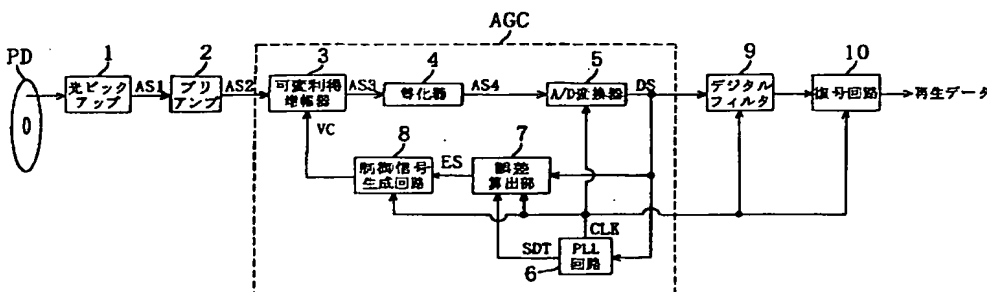 AGC
PD
1
2
3
4
5
9
10
光ピック
アップ
AS1
プリ
アンプ
AS2
可変利得
増幅器
AS3
等化器
AS4
A/D変換器
DS
デジタル
フィルタ
復号回路
再生データ
VC
8
制御信号
生成回路
ES
7
誤差
算出部
SDT
CLK
PLL
回路
6